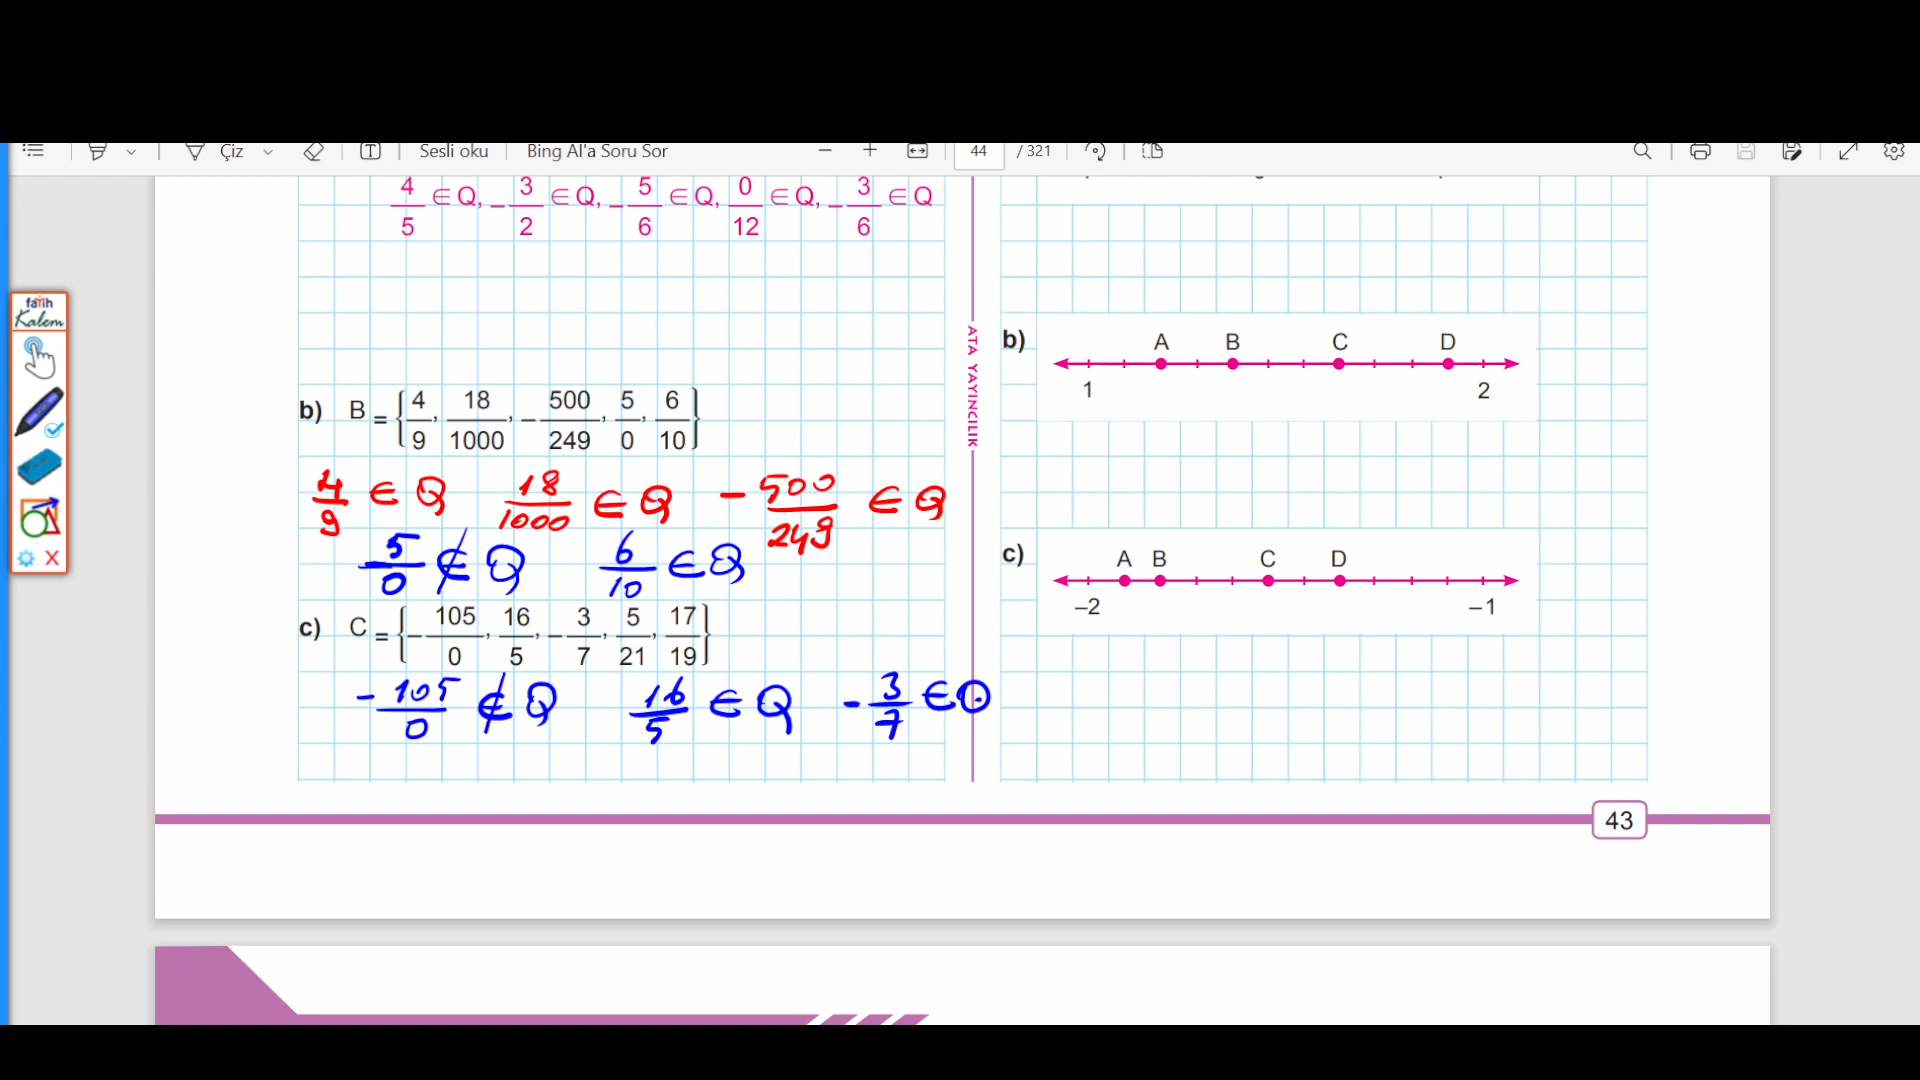 Çiz Sesli oku Bing AI'a Soru Sor 44 / 321
4/5 ∈ Q, -3/2 ∈ Q, -5/6 ∈ Q, 0/12 ∈ Q, -3/6 ∈ Q
fatih
Kalem
b) B = {4/9, 18/1000, -500/249, 5/0, 6/10}
4/9 ∈ Q 18/1000 ∈ Q -500/249 ∈ Q
5/0 ∉ Q 6/10 ∈ Q
c) C = {-105/0, 16/5, -3/7, 5/21, 17/19}
-105/0 ∉ Q 16/5 ∈ Q -3/7 ∈ Q
ATA YAYINCILIK
b) A B C D
1 2
c) A B C D
–2 –1
43